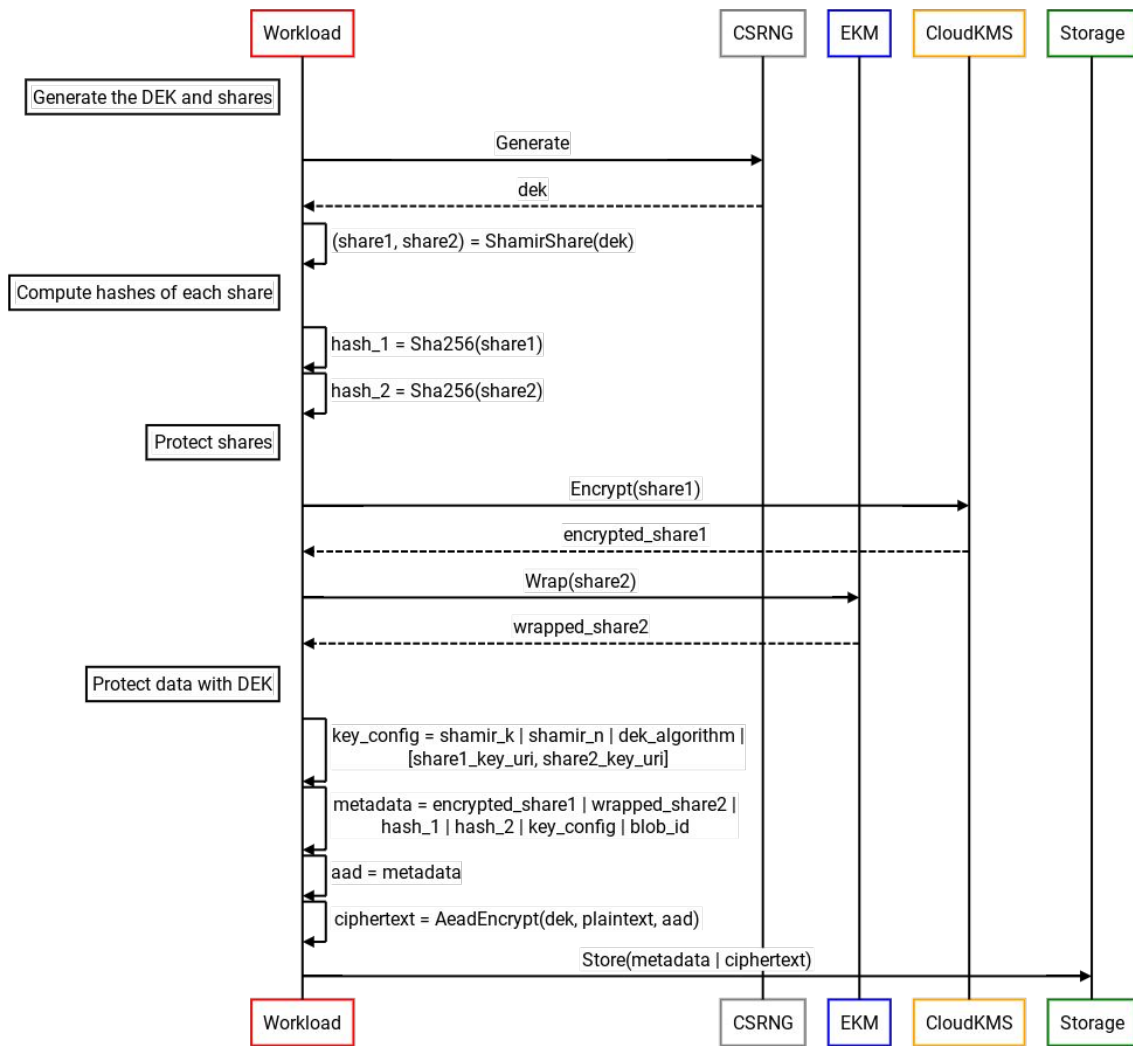 Workload
CSRNG
EKM
CloudKMS
Storage
Generate the DEK and shares
Generate
dek
(share1, share2) = ShamirShare(dek)
Compute hashes of each share
hash_1 = Sha256(share1)
hash_2 = Sha256(share2)
Protect shares
Encrypt(share1)
encrypted_share1
Wrap(share2)
wrapped_share2
Protect data with DEK
key_config = shamir_k | shamir_n | dek_algorithm |
[share1_key_uri, share2_key_uri]
metadata = encrypted_share1 | wrapped_share2 |
hash_1 | hash_2 | key_config | blob_id
aad = metadata
ciphertext = AeadEncrypt(dek, plaintext, aad)
Store(metadata | ciphertext)
Workload
CSRNG
EKM
CloudKMS
Storage